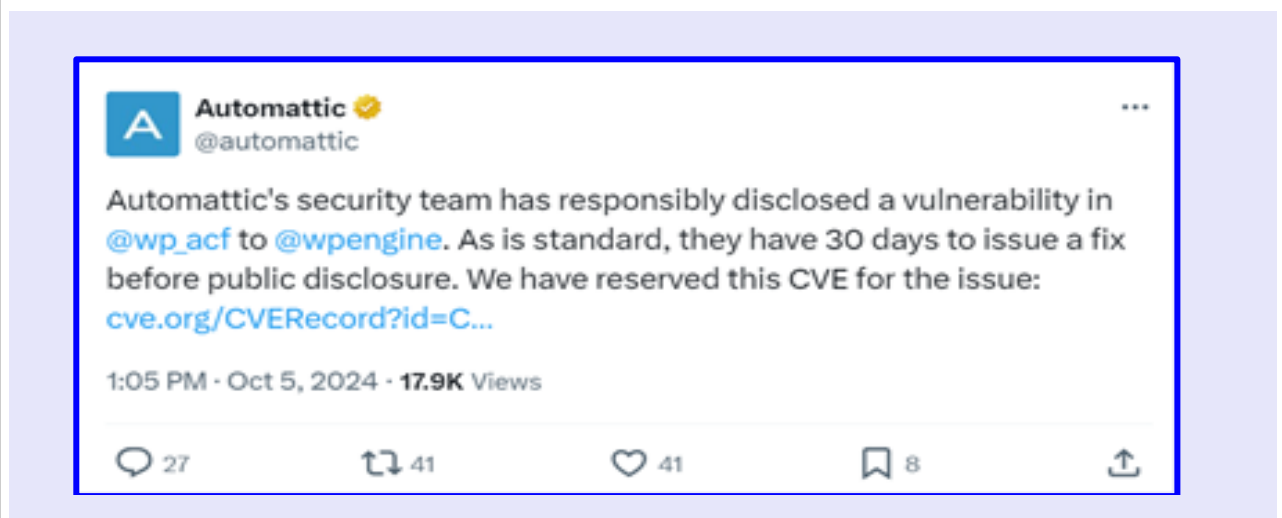 Automattic
@automattic
Automattic's security team has responsibly disclosed a vulnerability in
@wp_acf to @wpengine. As is standard, they have 30 days to issue a fix
before public disclosure. We have reserved this CVE for the issue:
cve.org/CVERecord?id=C...
1:05 PM · Oct 5, 2024 · 17.9K Views
27 41 41 8